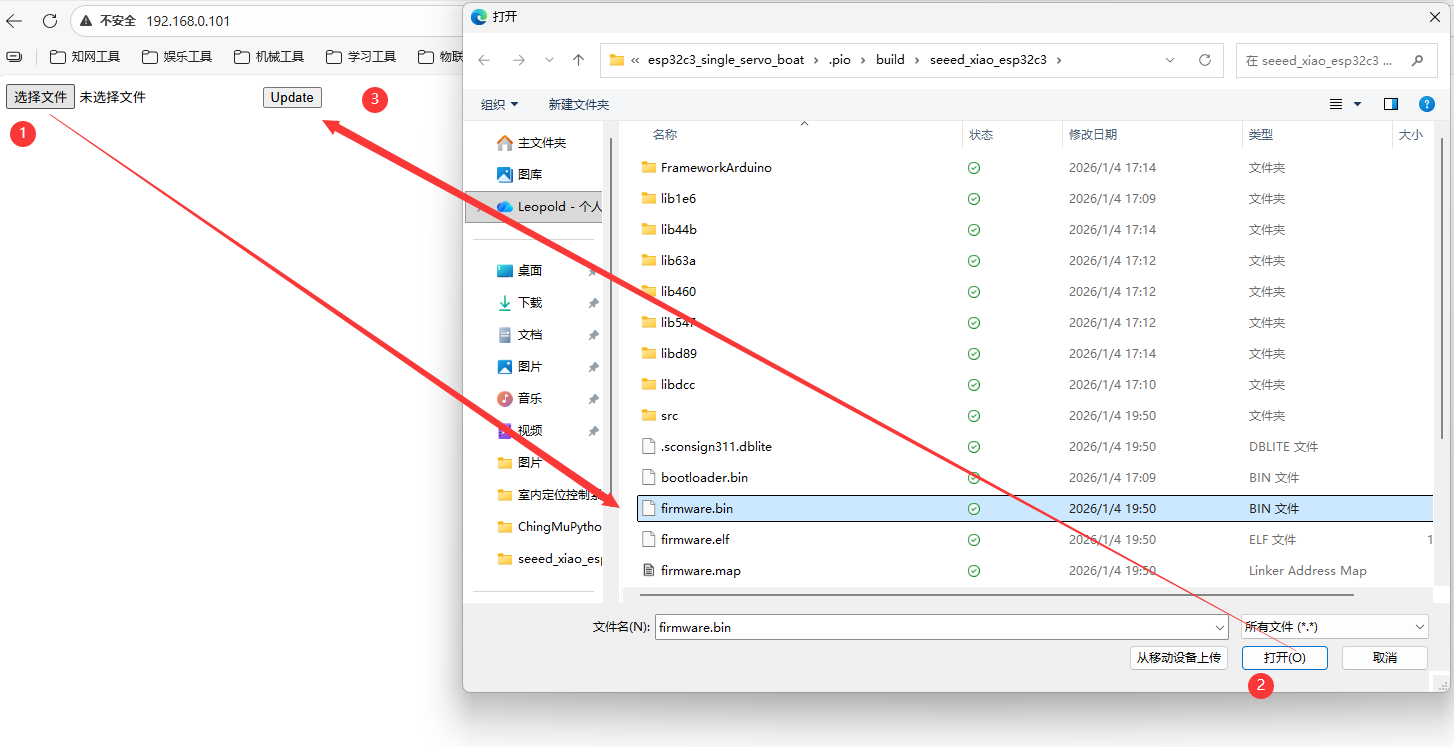 不安全 192.168.0.101
知网工具 娱乐工具 机械工具 学习工具 物联
选择文件 未选择文件 Update 3
1
打开
« esp32c3_single_servo_boat › .pio › build › seeed_xiao_esp32c3 ›
在 seeed_xiao_esp32c3 ...
组织 新建文件夹
主文件夹
图库
Leopold - 个人
桌面
下载
文档
图片
音乐
视频
图片
室内定位控制系
ChingMuPytho
seeed_xiao_esp
名称 状态 修改日期 类型 大小
FrameworkArduino 2026/1/4 17:14 文件夹
lib1e6 2026/1/4 17:09 文件夹
lib44b 2026/1/4 17:14 文件夹
lib63a 2026/1/4 17:12 文件夹
lib460 2026/1/4 17:12 文件夹
lib547 2026/1/4 17:12 文件夹
libd89 2026/1/4 17:14 文件夹
libdcc 2026/1/4 17:10 文件夹
src 2026/1/4 19:50 文件夹
.sconsign311.dblite 2026/1/4 19:50 DBLITE 文件
bootloader.bin 2026/1/4 17:09 BIN 文件
firmware.bin 2026/1/4 19:50 BIN 文件
firmware.elf 2026/1/4 19:50 ELF 文件 1
firmware.map 2026/1/4 19:50 Linker Address Map
文件名(N): firmware.bin 所有文件 (*.*)
从移动设备上传 打开(O) 取消
2